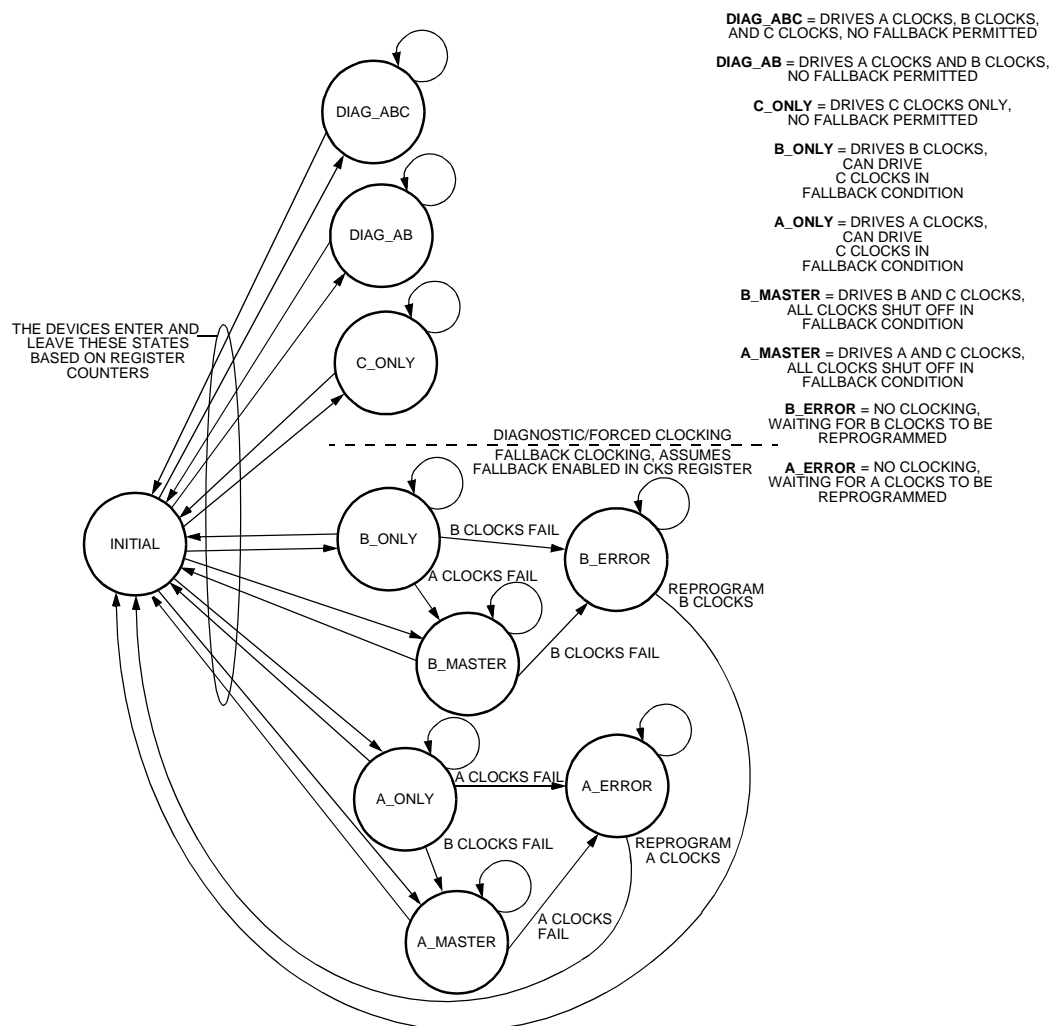 DIAG_ABC = DRIVES A CLOCKS, B CLOCKS,
AND C CLOCKS, NO FALLBACK PERMITTED
DIAG_AB = DRIVES A CLOCKS AND B CLOCKS,
NO FALLBACK PERMITTED
C_ONLY = DRIVES C CLOCKS ONLY,
NO FALLBACK PERMITTED
B_ONLY = DRIVES B CLOCKS,
CAN DRIVE
C CLOCKS IN
FALLBACK CONDITION
A_ONLY = DRIVES A CLOCKS,
CAN DRIVE
C CLOCKS IN
FALLBACK CONDITION
B_MASTER = DRIVES B AND C CLOCKS,
ALL CLOCKS SHUT OFF IN
FALLBACK CONDITION
A_MASTER = DRIVES A AND C CLOCKS,
ALL CLOCKS SHUT OFF IN
FALLBACK CONDITION
B_ERROR = NO CLOCKING,
WAITING FOR B CLOCKS TO BE
REPROGRAMMED
A_ERROR = NO CLOCKING,
WAITING FOR A CLOCKS TO BE
REPROGRAMMED
DIAG_ABC
DIAG_AB
C_ONLY
THE DEVICES ENTER AND
LEAVE THESE STATES
BASED ON REGISTER
COUNTERS
DIAGNOSTIC/FORCED CLOCKING
FALLBACK CLOCKING, ASSUMES
FALLBACK ENABLED IN CKS REGISTER
INITIAL
B_ONLY
B CLOCKS FAIL
B_ERROR
A CLOCKS FAIL
REPROGRAM
B CLOCKS
B_MASTER
B CLOCKS FAIL
A_ONLY
A CLOCKS FAIL
A_ERROR
B CLOCKS FAIL
REPROGRAM
A CLOCKS
A_MASTER
A CLOCKS
FAIL